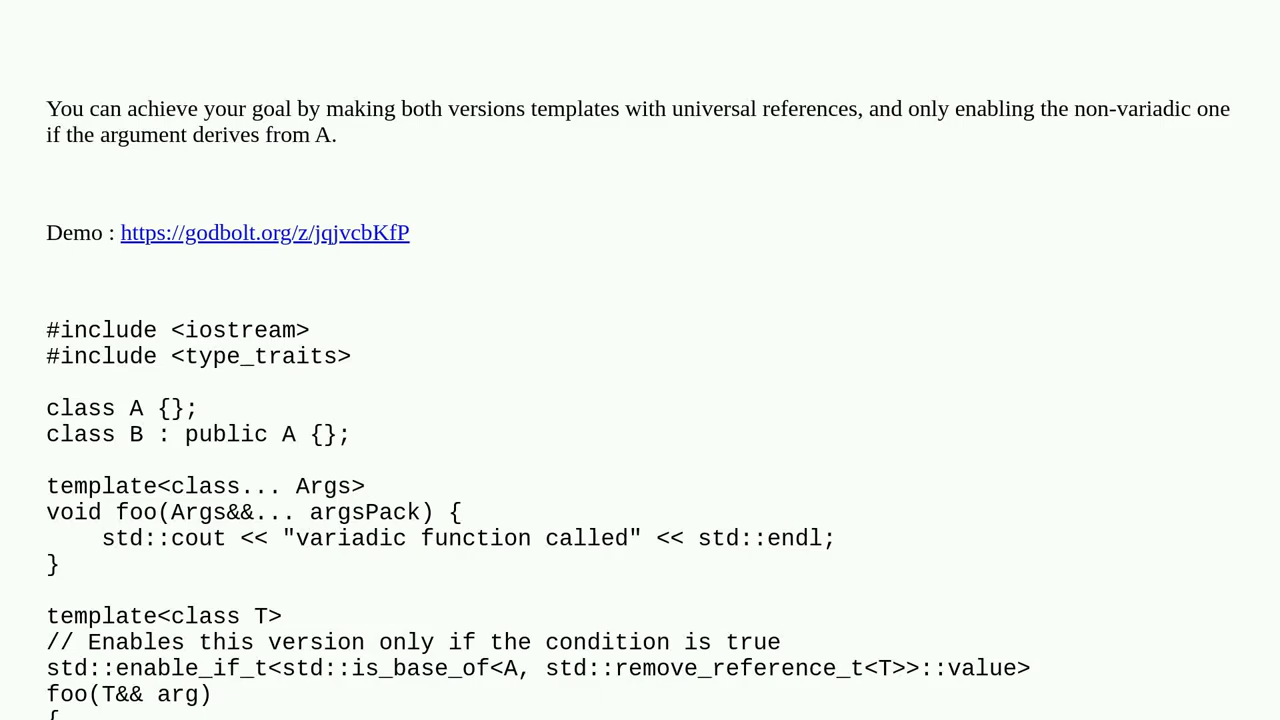 You can achieve your goal by making both versions templates with universal references, and only enabling the non-variadic one
if the argument derives from A.
Demo : https://godbolt.org/z/jqjvcbKfP
#include <iostream>
#include <type_traits>
class A {};
class B : public A {};
template<class... Args>
void foo(Args&&... argsPack) {
    std::cout << "variadic function called" << std::endl;
}
template<class T>
// Enables this version only if the condition is true
std::enable_if_t<std::is_base_of<A, std::remove_reference_t<T>>::value>
foo(T&& arg)
{